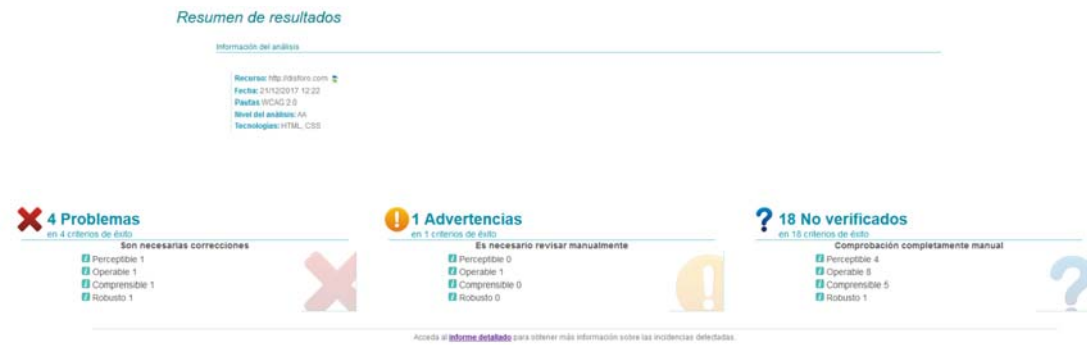 Resumen de resultados
Información del análisis
Recurso: http://disforo.com
Fecha: 21/12/2017 12:22
Pautas WCAG 2.0
Nivel del análisis: AA
Tecnologías: HTML, CSS
4 Problemas
en 4 criterios de éxito
Son necesarias correcciones
Perceptible 1
Operable 1
Comprensible 1
Robusto 1
1 Advertencias
en 1 criterios de éxito
Es necesario revisar manualmente
Perceptible 0
Operable 1
Comprensible 0
Robusto 0
18 No verificados
en 18 criterios de éxito
Comprobación completamente manual
Perceptible 4
Operable 8
Comprensible 5
Robusto 1
Acceda al informe detallado para obtener más información sobre las incidencias detectadas.